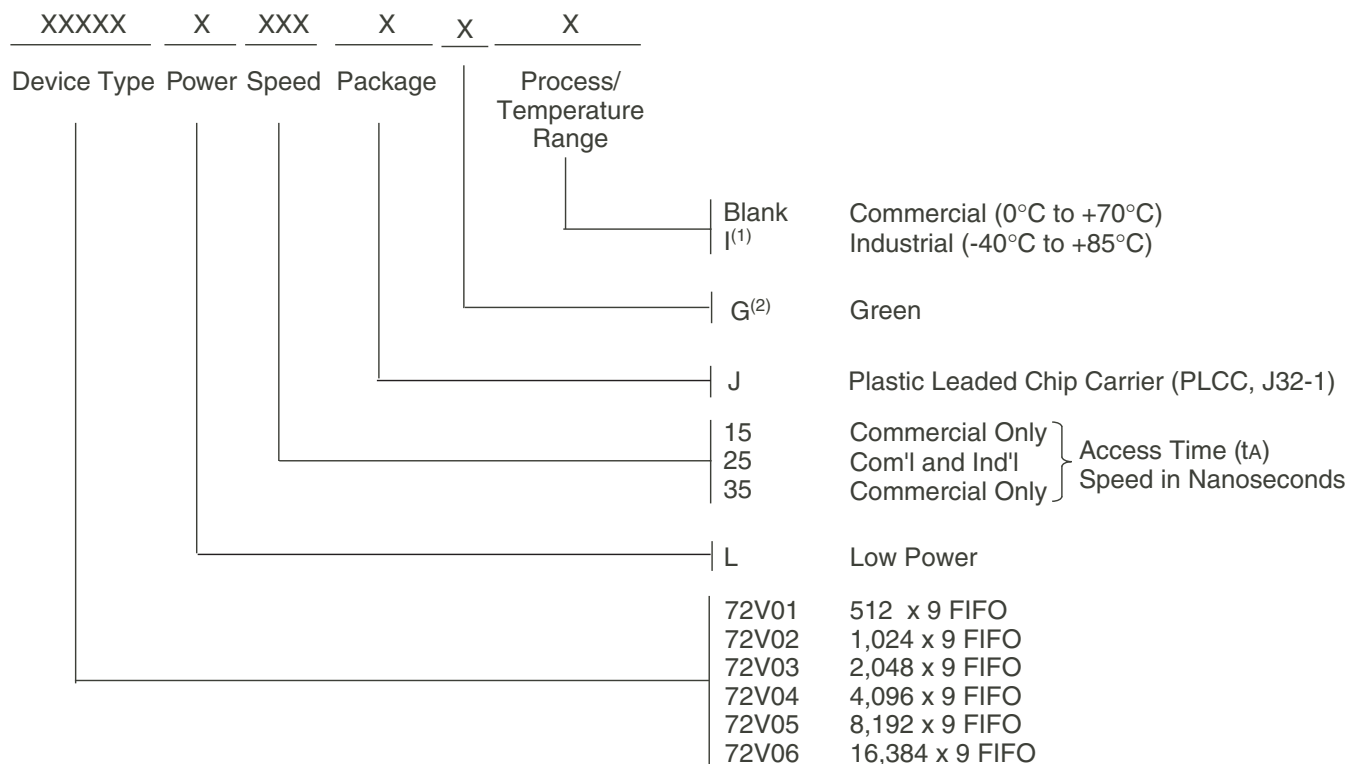 XXXXX X XXX X X X
Device Type Power Speed Package Process/
Temperature
Range
Blank Commercial (0°C to +70°C)
I(1) Industrial (-40°C to +85°C)
G(2) Green
J Plastic Leaded Chip Carrier (PLCC, J32-1)
15 Commercial Only
25 Com'l and Ind'l
35 Commercial Only
Access Time (tA)
Speed in Nanoseconds
L Low Power
72V01 512 x 9 FIFO
72V02 1,024 x 9 FIFO
72V03 2,048 x 9 FIFO
72V04 4,096 x 9 FIFO
72V05 8,192 x 9 FIFO
72V06 16,384 x 9 FIFO